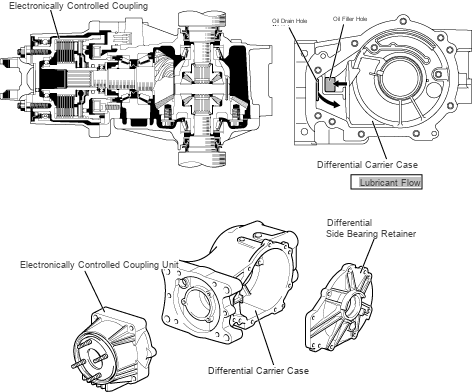 Electronically Controlled Coupling
Oil Drain Hole
Oil Filler Hole
Differential Carrier Case
Lubricant Flow
Differential
Side Bearing Retainer
Electronically Controlled Coupling Unit
Differential Carrier Case